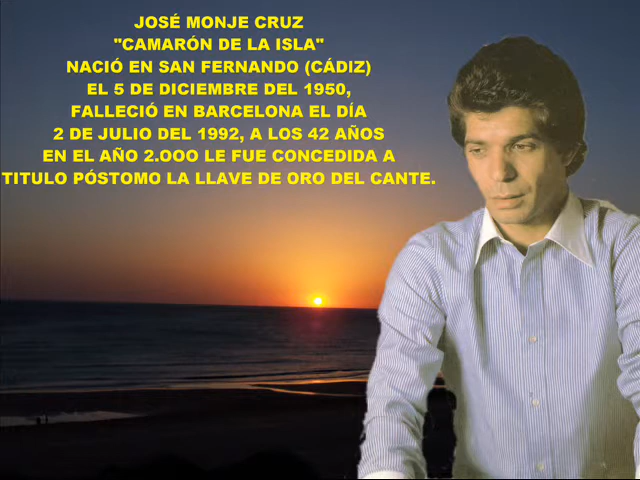 JOSÉ MONJE CRUZ
"CAMARÓN DE LA ISLA"
NACIÓ EN SAN FERNANDO (CÁDIZ)
EL 5 DE DICIEMBRE DEL 1950,
FALLECIÓ EN BARCELONA EL DÍA
2 DE JULIO DEL 1992, A LOS 42 AÑOS
EN EL AÑO 2.OOO LE FUE CONCEDIDA A
TITULO PÓSTOMO LA LLAVE DE ORO DEL CANTE.